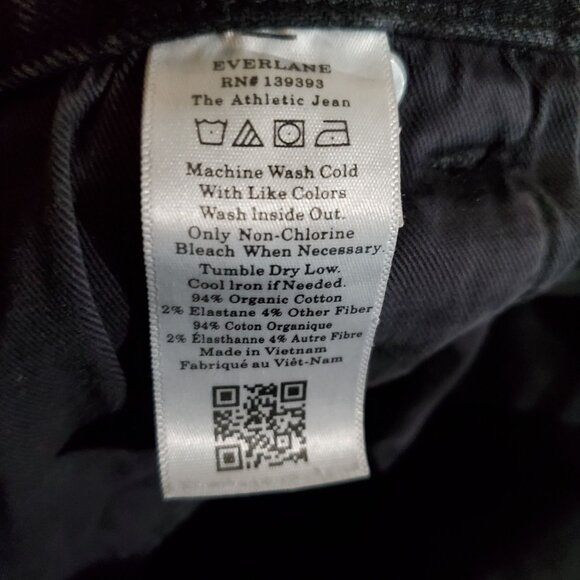 EVERLANE
RN# 139393
The Athletic Jean
Machine Wash Cold
With Like Colors
Wash Inside Out.
Only Non-Chlorine
Bleach When Necessary.
Tumble Dry Low.
Cool Iron if Needed.
94% Organic Cotton
2% Elastane 4% Other Fiber
94% Coton Organique
2% Élasthanne 4% Autre Fibre
Made in Vietnam
Fabriqué au Viêt-Nam